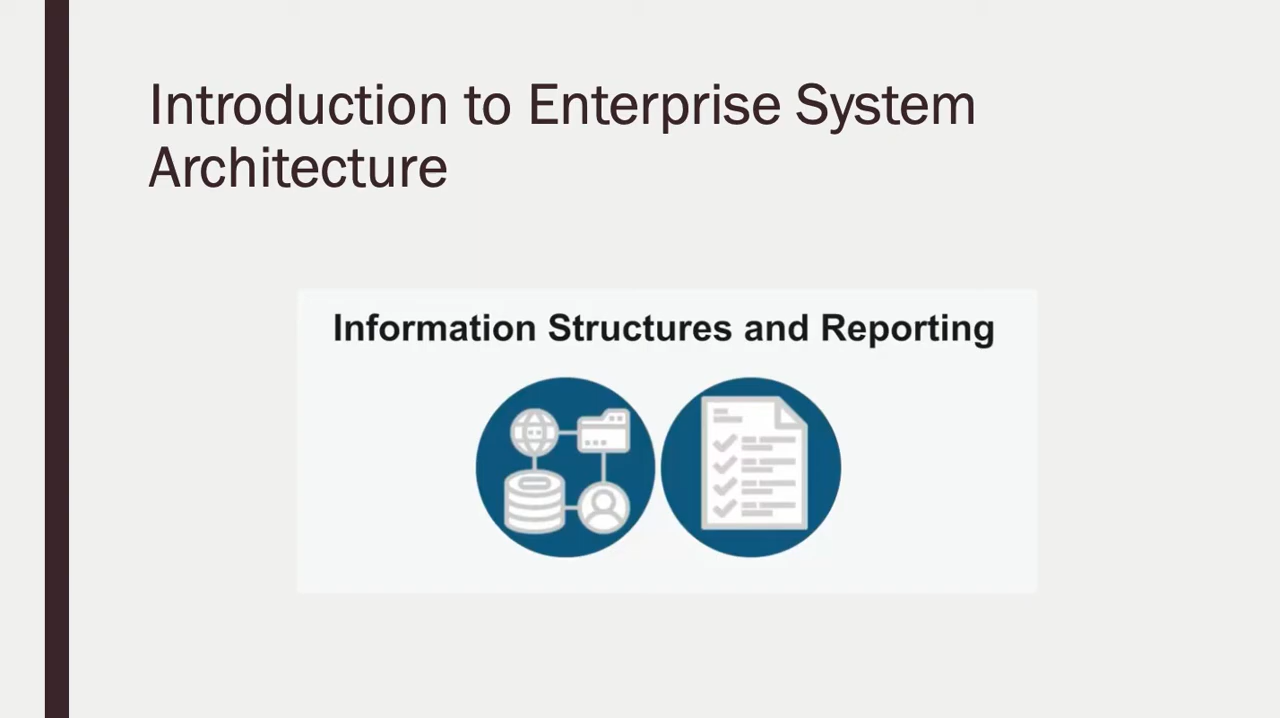 Introduction to Enterprise System
Architecture
Information Structures and Reporting